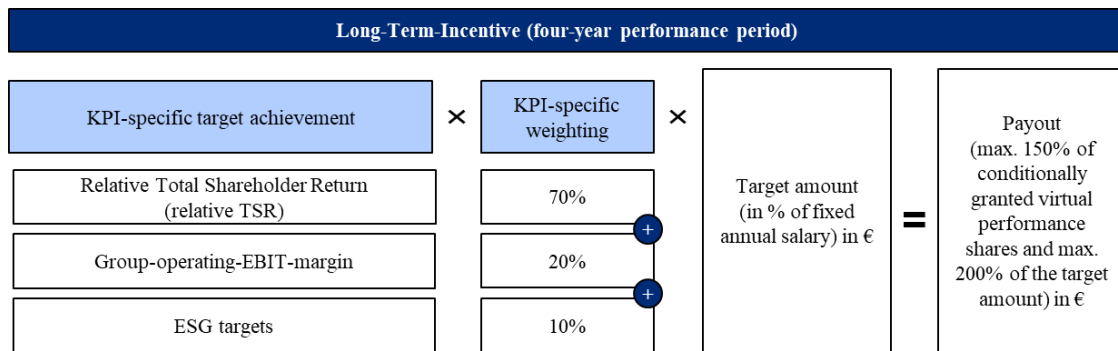 Long-Term-Incentive (four-year performance period)
KPI-specific target achievement
×
KPI-specific
weighting
×
Target amount
(in % of fixed
annual salary) in €
=
Payout
(max. 150% of
conditionally
granted virtual
performance
shares and max.
200% of the target
amount) in €
Relative Total Shareholder Return
(relative TSR)
70%
+
Group-operating-EBIT-margin
20%
+
ESG targets
10%